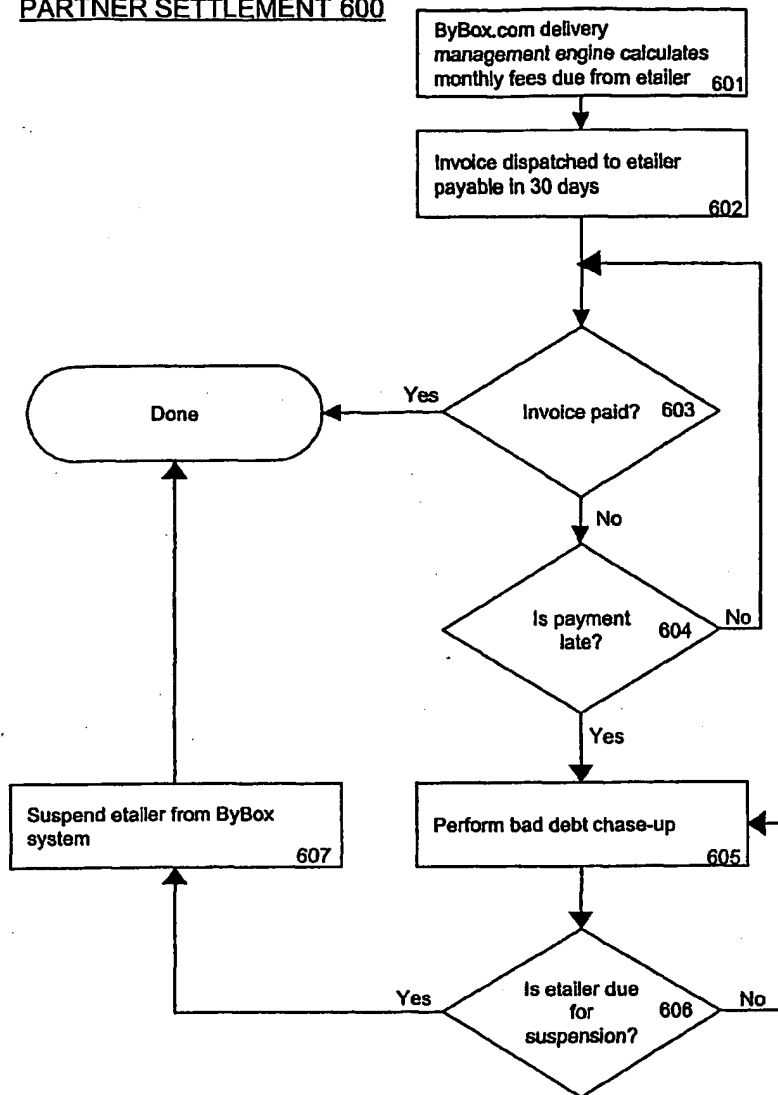 PARTNER SETTLEMENT 600
ByBox.com delivery
management engine calculates
monthly fees due from etailer
601
Invoice dispatched to etailer
payable in 30 days
602
Yes
Done
Invoice paid?
603
No
Is payment
late?
604
No
Yes
Suspend etailer from ByBox
system
607
Perform bad debt chase-up
605
Yes
Is etailer due
for
suspension?
606
No